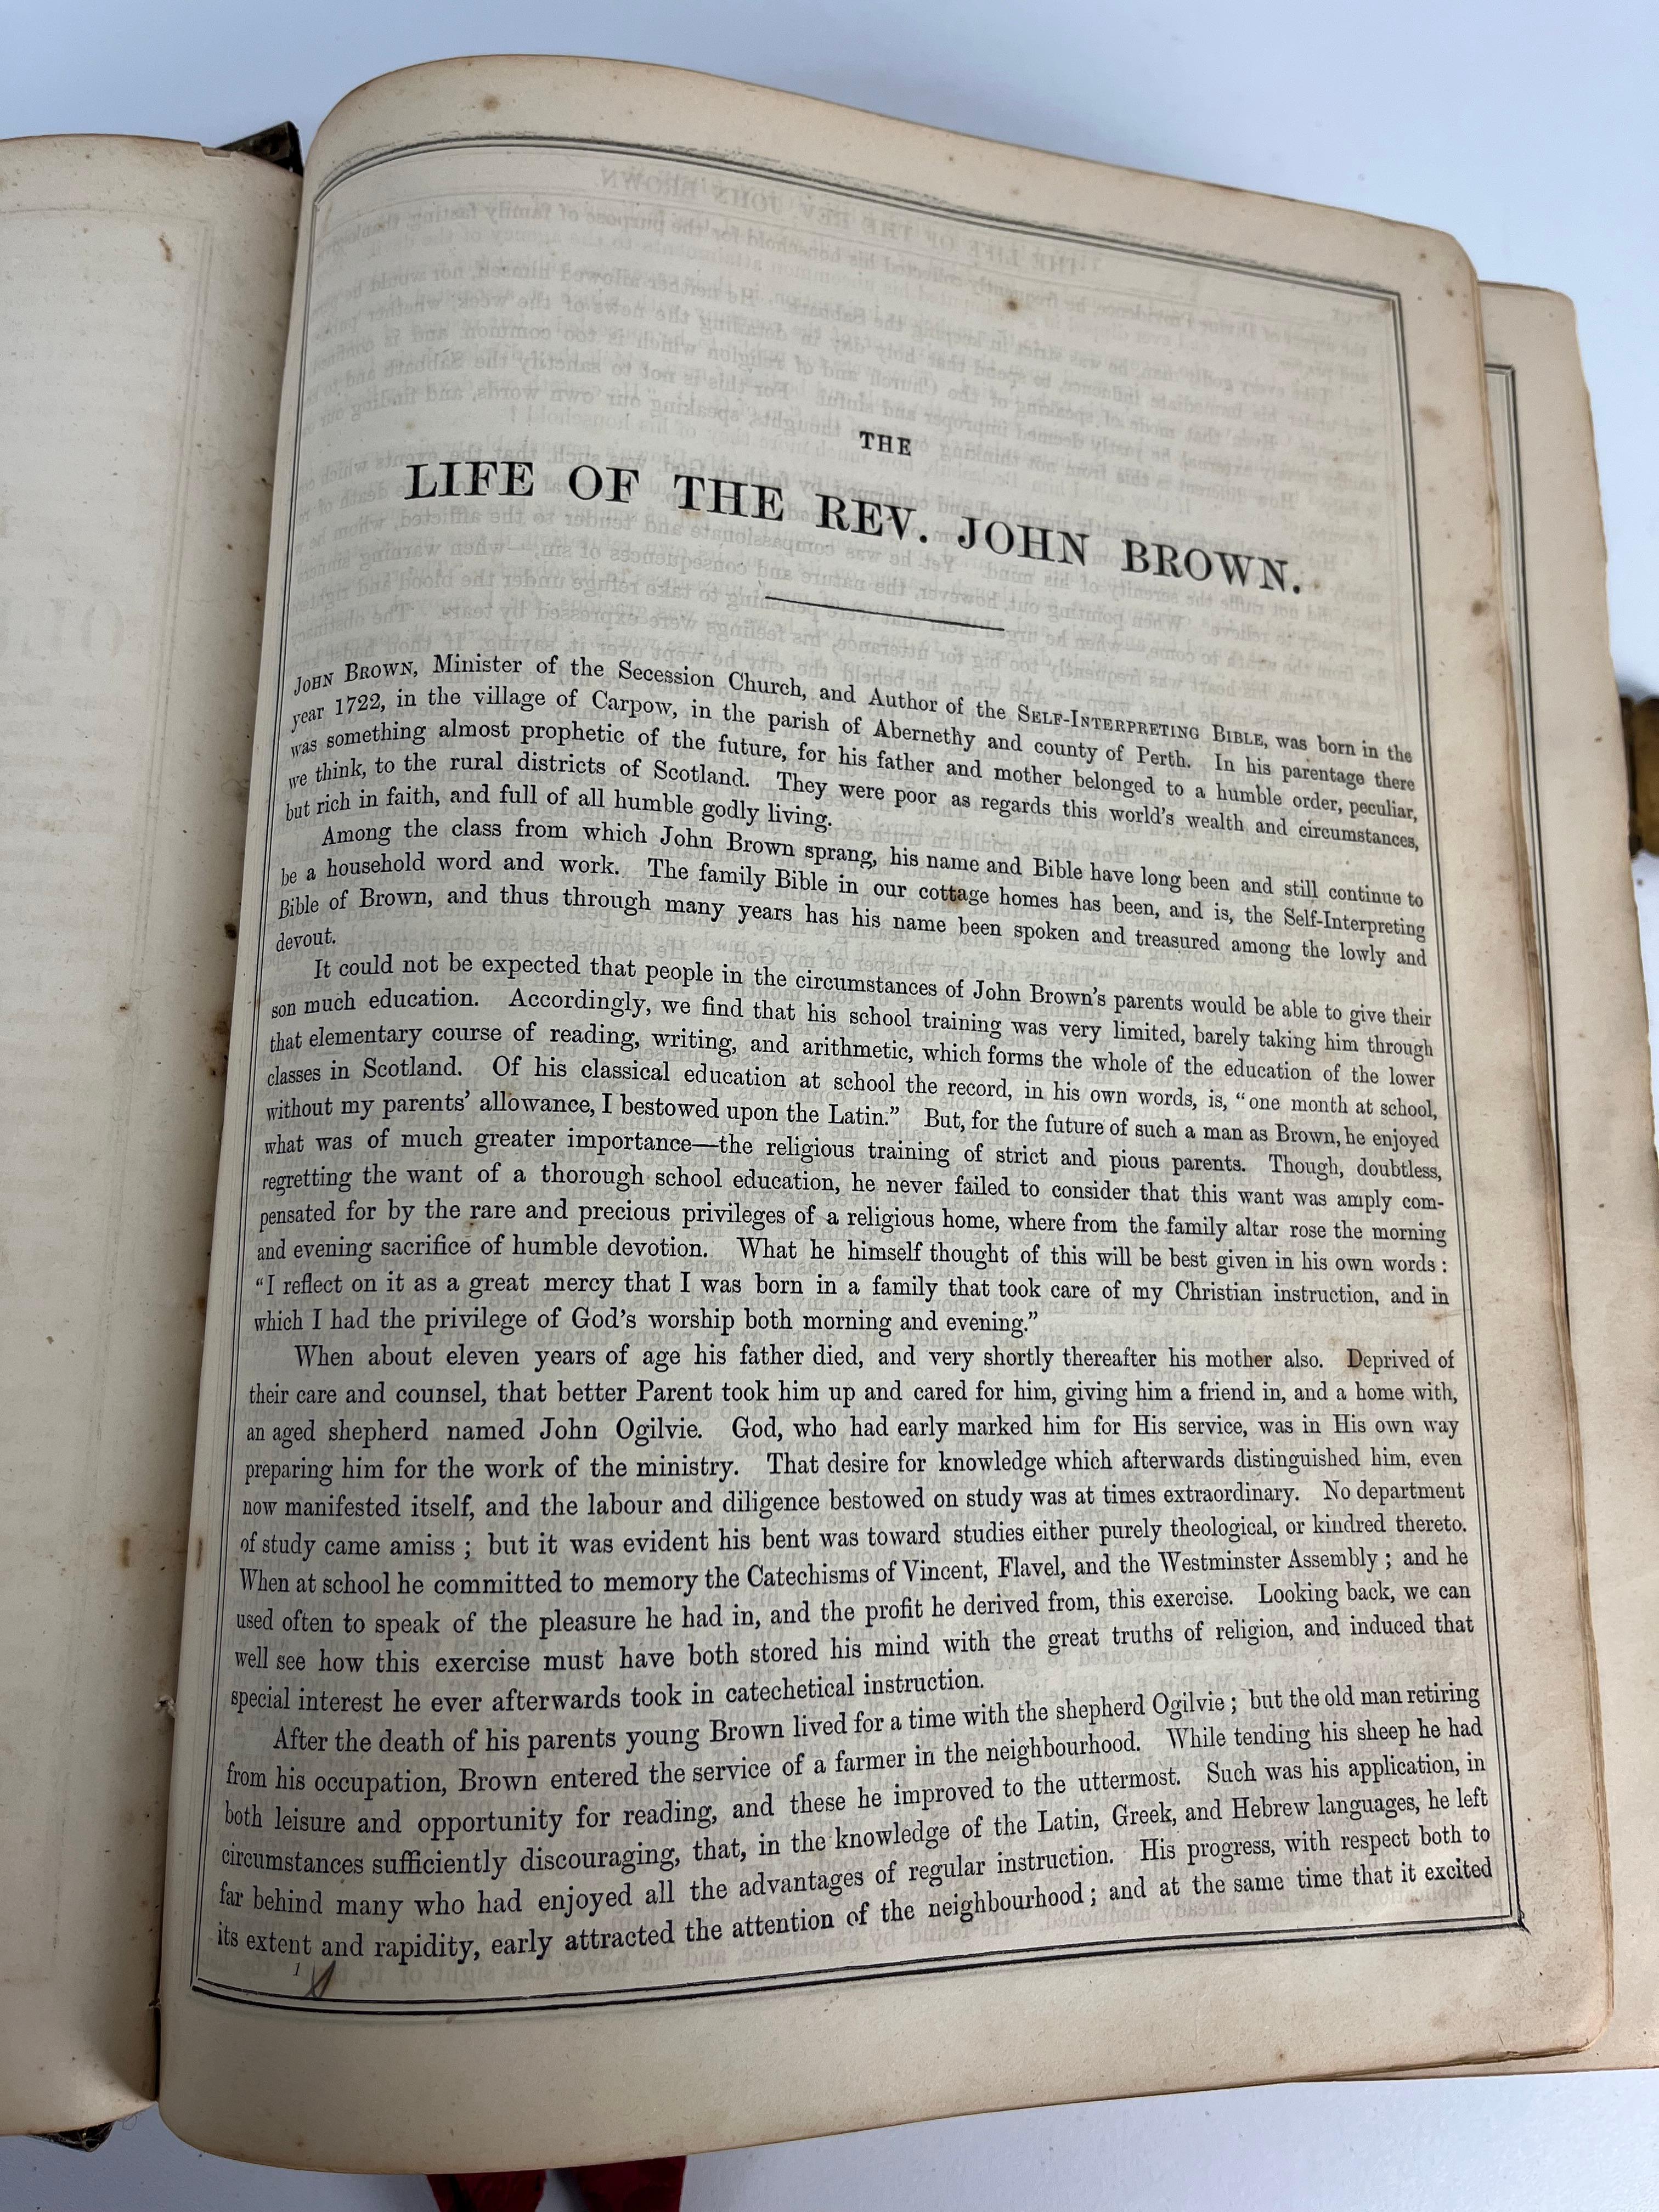 THE
LIFE OF THE REV. JOHN BROWN.
JOHN BROWN, Minister of the Secession Church, and Author of the SELF-INTERPRETING BIBLE, was born in the
year 1722, in the village of Carpow, in the parish of Abernethy and county of Perth. In his parentage there
was something almost prophetic of the future, for his father and mother belonged to a humble order, peculiar,
we think, to the rural districts of Scotland. They were poor as regards this world's wealth and circumstances,
but rich in faith, and full of all humble godly living.
Among the class from which John Brown sprang, his name and Bible have long been and still continue to
be a household word and work. The family Bible in our cottage homes has been, and is, the Self-Interpreting
Bible of Brown, and thus through many years has his name been spoken and treasured among the lowly and
devout.
It could not be expected that people in the circumstances of John Brown's parents would be able to give their
son much education. Accordingly, we find that his school training was very limited, barely taking him through
that elementary course of reading, writing, and arithmetic, which forms the whole of the education of the lower
classes in Scotland. Of his classical education at school the record, in his own words, is, “one month at school,
without my parents' allowance, I bestowed upon the Latin.” But, for the future of such a man as Brown, he enjoyed
what was of much greater importance—the religious training of strict and pious parents. Though, doubtless,
regretting the want of a thorough school education, he never failed to consider that this want was amply com-
pensated for by the rare and precious privileges of a religious home, where from the family altar rose the morning
and evening sacrifice of humble devotion. What he himself thought of this will be best given in his own words :
“I reflect on it as a great mercy that I was born in a family that took care of my Christian instruction, and in
which I had the privilege of God's worship both morning and evening.”
When about eleven years of age his father died, and very shortly thereafter his mother also. Deprived of
their care and counsel, that better Parent took him up and cared for him, giving him a friend in, and a home with,
an aged shepherd named John Ogilvie. God, who had early marked him for His service, was in His own way
preparing him for the work of the ministry. That desire for knowledge which afterwards distinguished him, even
now manifested itself, and the labour and diligence bestowed on study was at times extraordinary. No department
of study came amiss ; but it was evident his bent was toward studies either purely theological, or kindred thereto.
When at school he committed to memory the Catechisms of Vincent, Flavel, and the Westminster Assembly ; and he
used often to speak of the pleasure he had in, and the profit he derived from, this exercise. Looking back, we can
well see how this exercise must have both stored his mind with the great truths of religion, and induced that
special interest he ever afterwards took in catechetical instruction.
After the death of his parents young Brown lived for a time with the shepherd Ogilvie ; but the old man retiring
from his occupation, Brown entered the service of a farmer in the neighbourhood. While tending his sheep he had
both leisure and opportunity for reading, and these he improved to the uttermost. Such was his application, in
circumstances sufficiently discouraging, that, in the knowledge of the Latin, Greek, and Hebrew languages, he left
far behind many who had enjoyed all the advantages of regular instruction. His progress, with respect both to
its extent and rapidity, early attracted the attention of the neighbourhood ; and at the same time that it excited
1